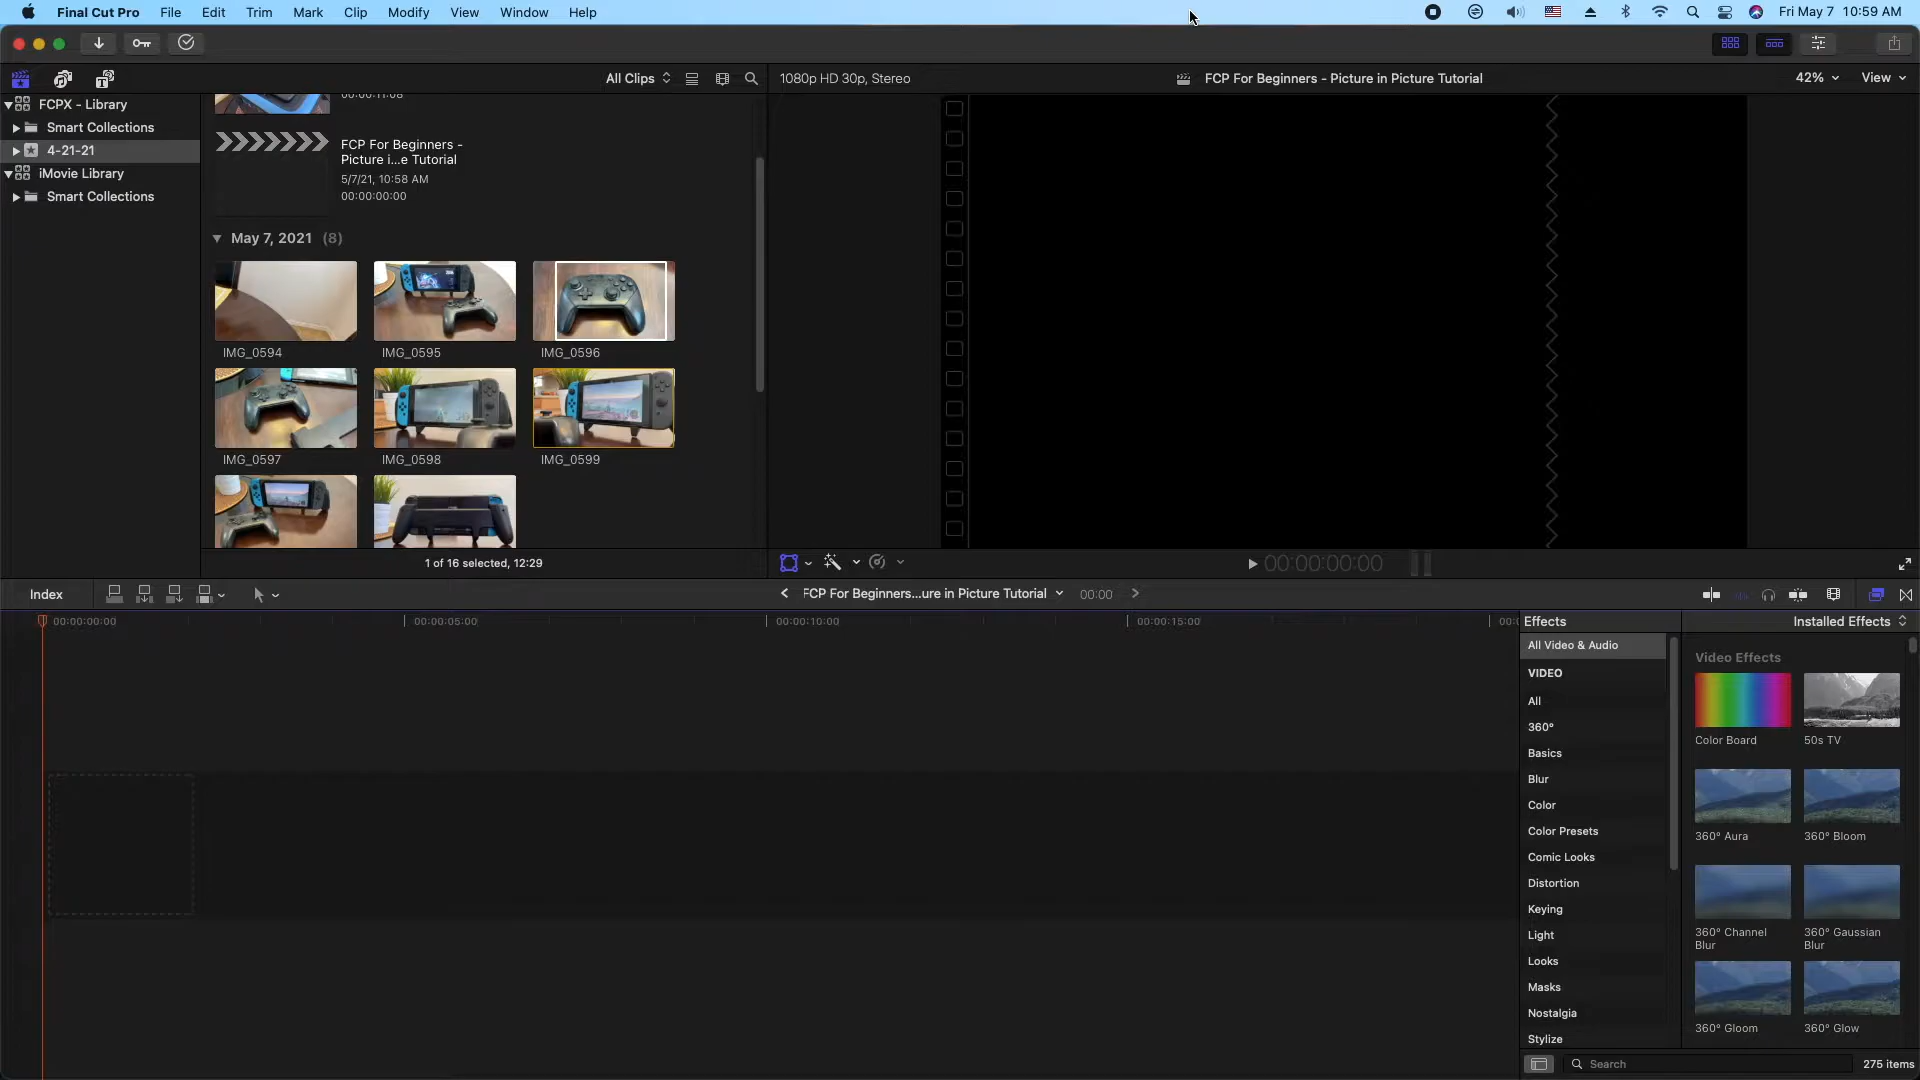 Final Cut Pro File Edit Trim Mark Clip Modify View Window Help
Fri May 7 10:59 AM
All Clips
1080p HD 30p, Stereo
FCP For Beginners - Picture in Picture Tutorial
42%
View
FCPX - Library
Smart Collections
4-21-21
iMovie Library
Smart Collections
FCP For Beginners -
Picture i...e Tutorial
5/7/21, 10:58 AM
00:00:00:00
May 7, 2021 (8)
IMG_0594
IMG_0595
IMG_0596
IMG_0597
IMG_0598
IMG_0599
1 of 16 selected, 12:29
00:00:00:00
Index
FCP For Beginners...ure in Picture Tutorial
00:00
00:00:00:00
00:00:05:00
00:00:10:00
00:00:15:00
Effects
Installed Effects
All Video & Audio
VIDEO
All
360°
Basics
Blur
Color
Color Presets
Comic Looks
Distortion
Keying
Light
Looks
Masks
Nostalgia
Stylize
Video Effects
Color Board
50s TV
360° Aura
360° Bloom
360° Channel
Blur
360° Gaussian
Blur
360° Gloom
360° Glow
Search
275 items